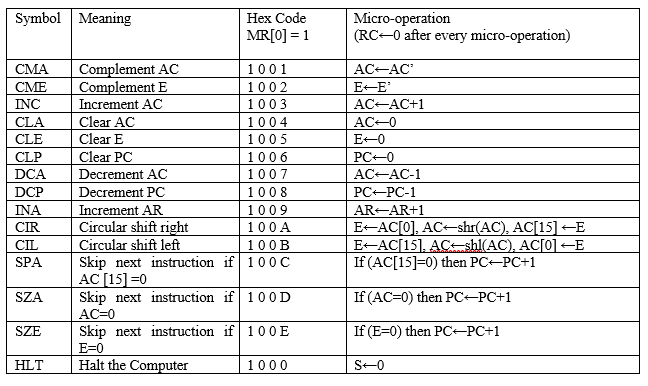 Symbol Meaning Hex Code Micro-operation
MR[0] = 1 (RC←0 after every micro-operation)
CMA Complement AC 1 0 0 1 AC←AC’
CME Complement E 1 0 0 2 E←E’
INC Increment AC 1 0 0 3 AC←AC+1
CLA Clear AC 1 0 0 4 AC←0
CLE Clear E 1 0 0 5 E←0
CLP Clear PC 1 0 0 6 PC←0
DCA Decrement AC 1 0 0 7 AC←AC-1
DCP Decrement PC 1 0 0 8 PC←PC-1
INA Increment AR 1 0 0 9 AR←AR+1
CIR Circular shift right 1 0 0 A E←AC[0], AC←shr(AC), AC[15] ←E
CIL Circular shift left 1 0 0 B E←AC[15], AC←shl(AC), AC[0] ←E
SPA Skip next instruction if 1 0 0 C If (AC[15]=0) then PC←PC+1
AC [15] =0
SZA Skip next instruction if 1 0 0 D If (AC=0) then PC←PC+1
AC=0
SZE Skip next instruction if 1 0 0 E If (E=0) then PC←PC+1
E=0
HLT Halt the Computer 1 0 0 0 S←0